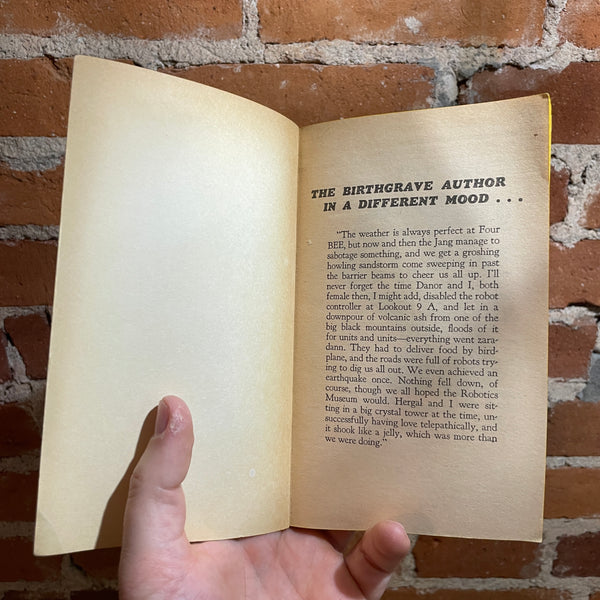 THE BIRTHGRAVE AUTHOR
IN A DIFFERENT MOOD . . .
"The weather is always perfect at Four
BEE, but now and then the Jang manage to
sabotage something, and we get a groshing
howling sandstorm come sweeping in past
the barrier beams to cheer us all up. I'll
never forget the time Danor and I, both
female then, I might add, disabled the robot
controller at Lookout 9 A, and let in a
downpour of volcanic ash from one of the
big black mountains outside, floods of it
for units and units—everything went zara-
dann. They had to deliver food by bird-
plane, and the roads were full of robots try-
ing to dig us all out. We even achieved an
earthquake once. Nothing fell down, of
course, though we all hoped the Robotics
Museum would. Hergal and I were sit-
ting in a big crystal tower at the time, un-
successfully having love telepathically, and
it shook like a jelly, which was more than
we were doing."